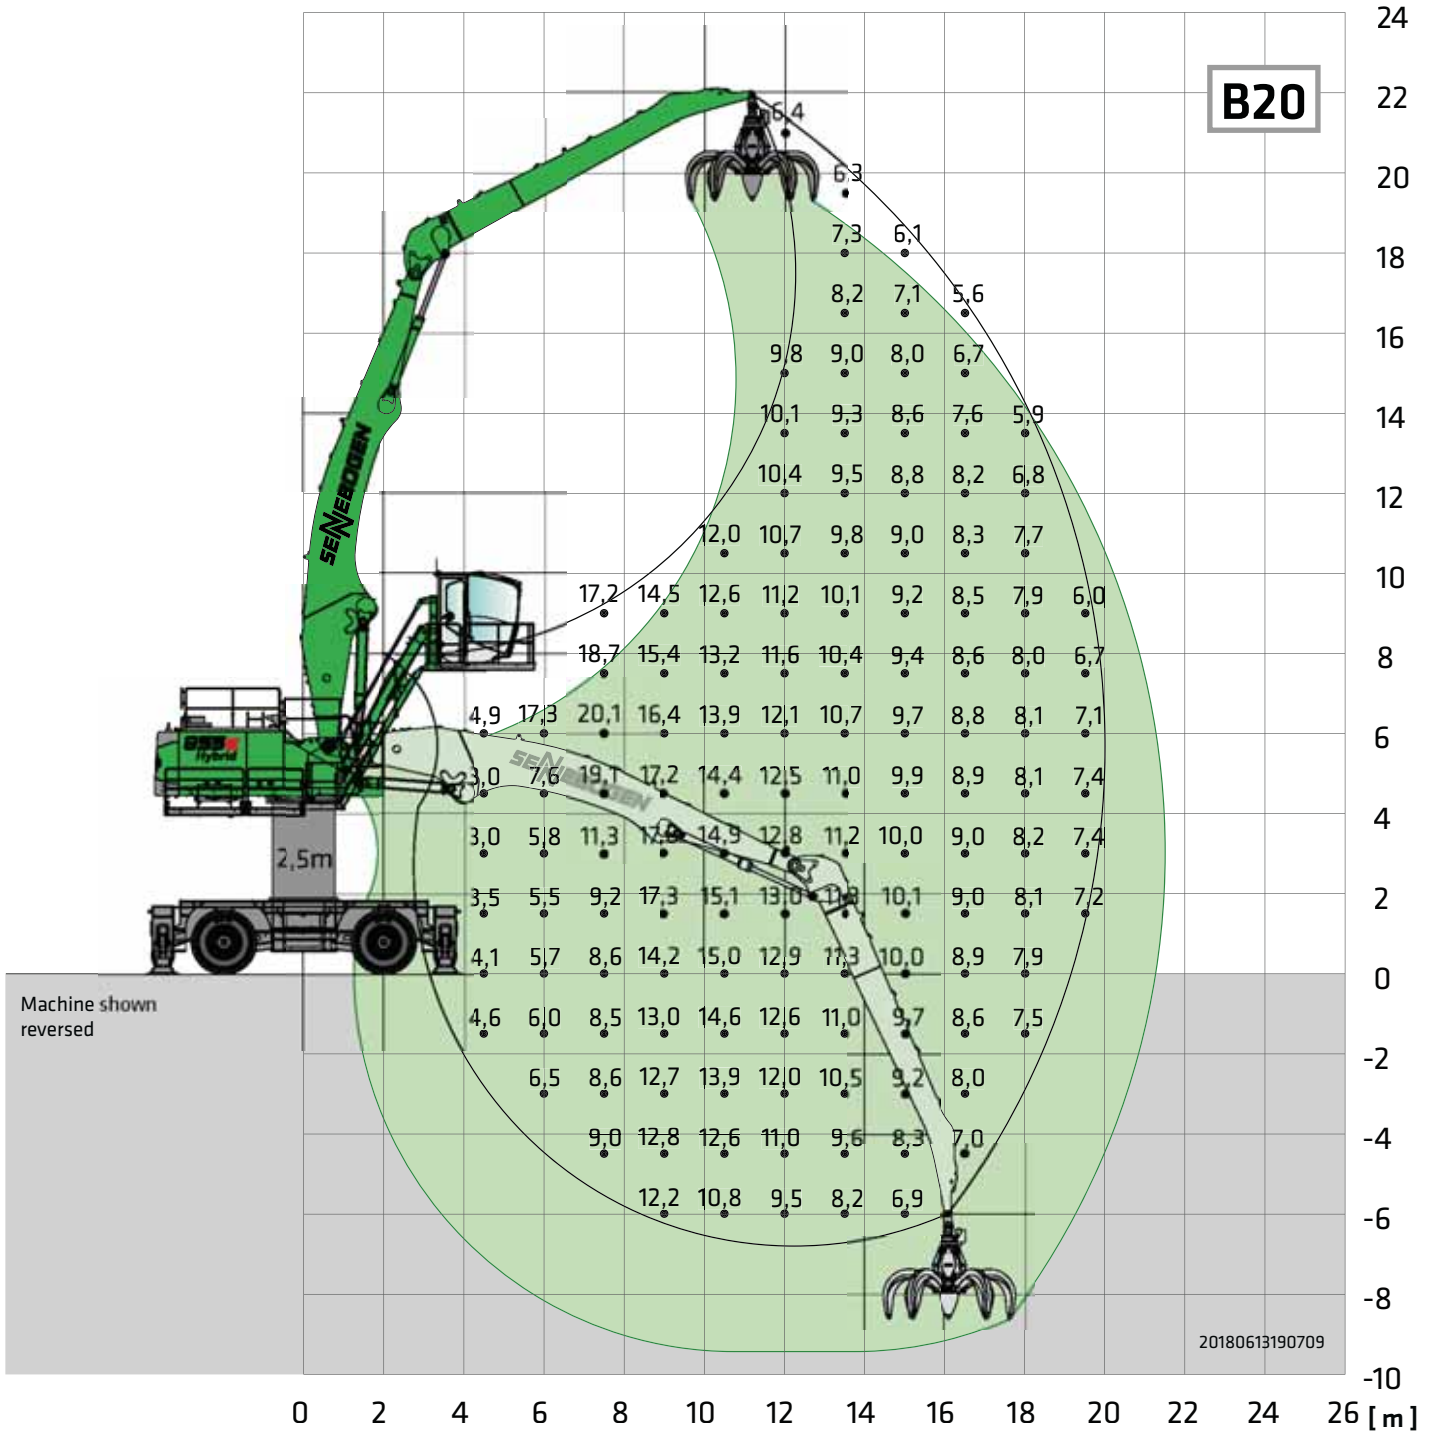 24
B20
22
6,4
20
6,3
18
7,3 6,1
8,2 7,1 5,6
16
9,8 9,0 8,0 6,7
14
10,1 9,3 8,6 7,6 5,9
12
10,4 9,5 8,8 8,2 6,8
SENNEBOGEN
12,0 10,7 9,8 9,0 8,3 7,7
10
17,2 14,5 12,6 11,2 10,1 9,2 8,5 7,9 6,0
8
18,7 15,4 13,2 11,6 10,4 9,4 8,6 8,0 6,7
6
4,9 17,3 20,1 16,4 13,9 12,1 10,7 9,7 8,8 8,1 7,1
855
Hybrid
SENNEBOGEN
3,0 7,6 19,1 17,2 14,4 12,5 11,0 9,9 8,9 8,1 7,4
4
3,0 5,8 11,3 14,9 12,8 11,2 10,0 9,0 8,2 7,4
2,5m
2
3,5 5,5 9,2 17,3 15,1 13,0 11,3 10,1 9,0 8,1 7,2
0
4,1 5,7 8,6 14,2 15,0 12,9 11,3 10,0 8,9 7,9
Machine shown
reversed
4,6 6,0 8,5 13,0 14,6 12,6 11,0 9,7 8,6 7,5
-2
6,5 8,6 12,7 13,9 12,0 10,5 9,2 8,0
-4
9,0 12,8 12,6 11,0 9,6 8,3 7,0
-6
12,2 10,8 9,5 8,2 6,9
-8
20180613190709
-10
0 2 4 6 8 10 12 14 16 18 20 22 24 26 [m]